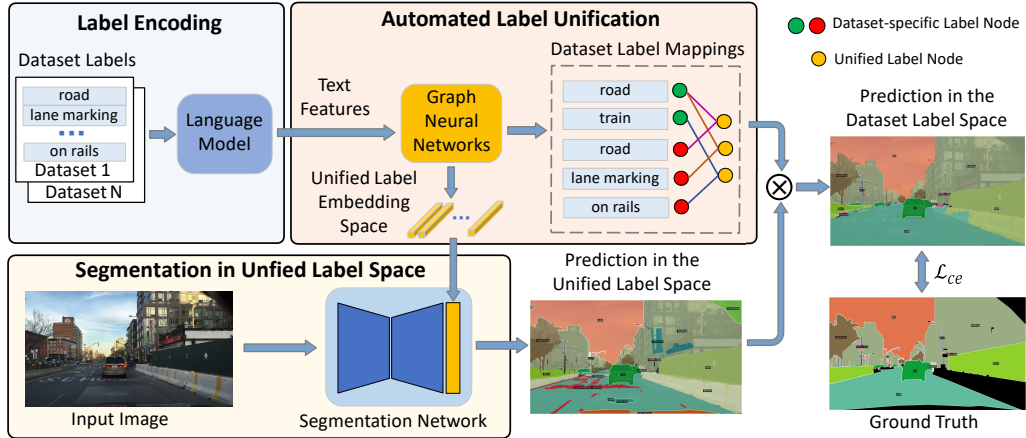 Label Encoding
Dataset Labels
road
lane marking
on rails
Dataset 1
Dataset N
Language
Model
Automated Label Unification
Text
Features
Graph
Neural
Networks
Unified Label
Embedding
Space
...
Dataset Label Mappings
road
train
road
lane marking
on rails
Dataset-specific Label Node
Unified Label Node
Prediction in the
Dataset Label Space
ℒce
Ground Truth
Segmentation in Unfied Label Space
Input Image
Segmentation Network
Prediction in the
Unified Label Space